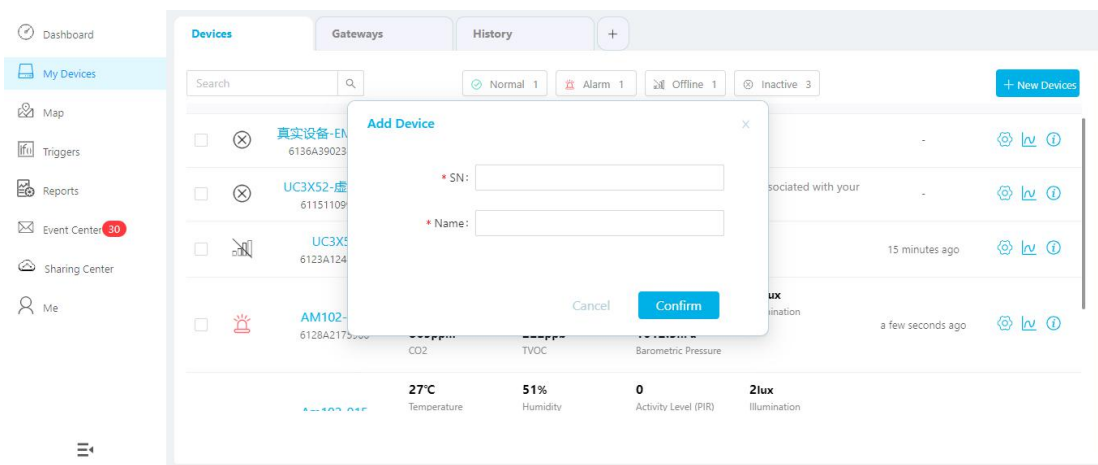 Dashboard
My Devices
Map
Triggers
Reports
Event Center 30
Sharing Center
Me
Devices
Gateways
History
+
Search
Normal 1
Alarm 1
Offline 1
Inactive 3
+ New Devices
Add Device
x
* SN:
* Name:
Cancel
Confirm
真实设备-EM
6136A39023
-
UC3X52-虚
61151109
sociated with your
-
UC3X5
6123A124
15 minutes ago
AM102-
6128A2175
ux
a few seconds ago
CO2
TVOC
Barometric Pressure
27℃
51%
0
2lux
Temperature
Humidity
Activity Level (PIR)
Illumination